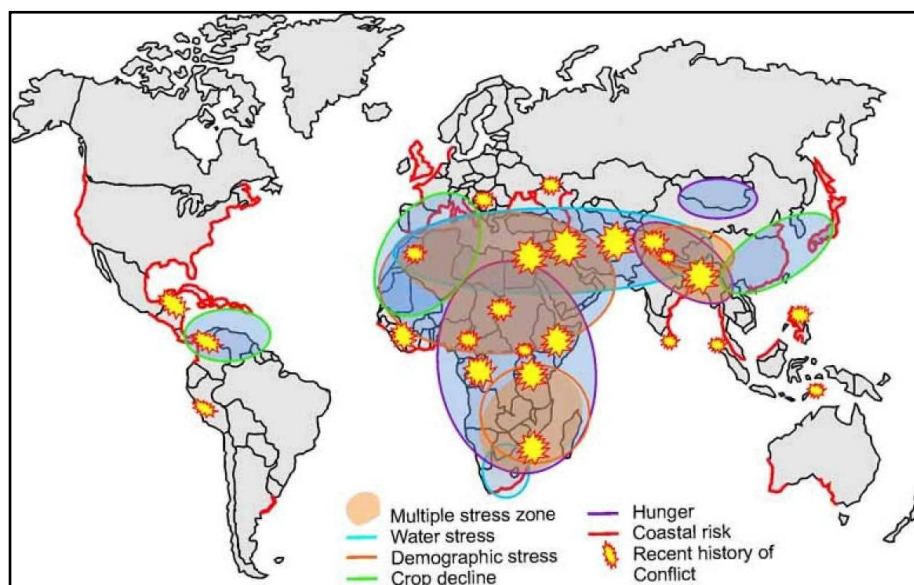 Multiple stress zone
Water stress
Demographic stress
Crop decline
Hunger
Coastal risk
Recent history of
Conflict